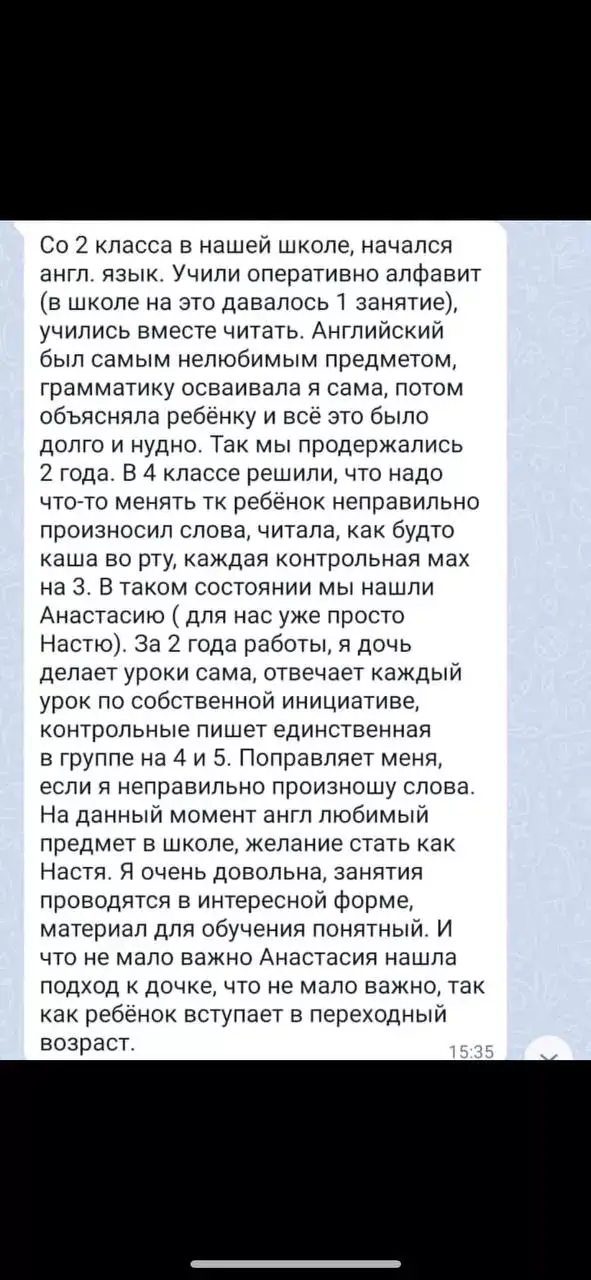 Со 2 класса в нашей школе, начался
англ. язык. Учили оперативно алфавит
(в школе на это давалось 1 занятие),
учились вместе читать. Английский
был самым нелюбимым предметом,
грамматику осваивала я сама, потом
объясняла ребёнку и всё это было
долго и нудно. Так мы продержались
2 года. В 4 классе решили, что надо
что-то менять тк ребёнок неправильно
произносил слова, читала, как будто
каша во рту, каждая контрольная мах
на 3. В таком состоянии мы нашли
Анастасию ( для нас уже просто
Настю). За 2 года работы, я дочь
делает уроки сама, отвечает каждый
урок по собственной инициативе,
контрольные пишет единственная
в группе на 4 и 5. Поправляет меня,
если я неправильно произношу слова.
На данный момент англ любимый
предмет в школе, желание стать как
Настя. Я очень довольна, занятия
проводятся в интересной форме,
материал для обучения понятный. И
что не мало важно Анастасия нашла
подход к дочке, что не мало важно, так
как ребёнок вступает в переходный
возраст.
15:35